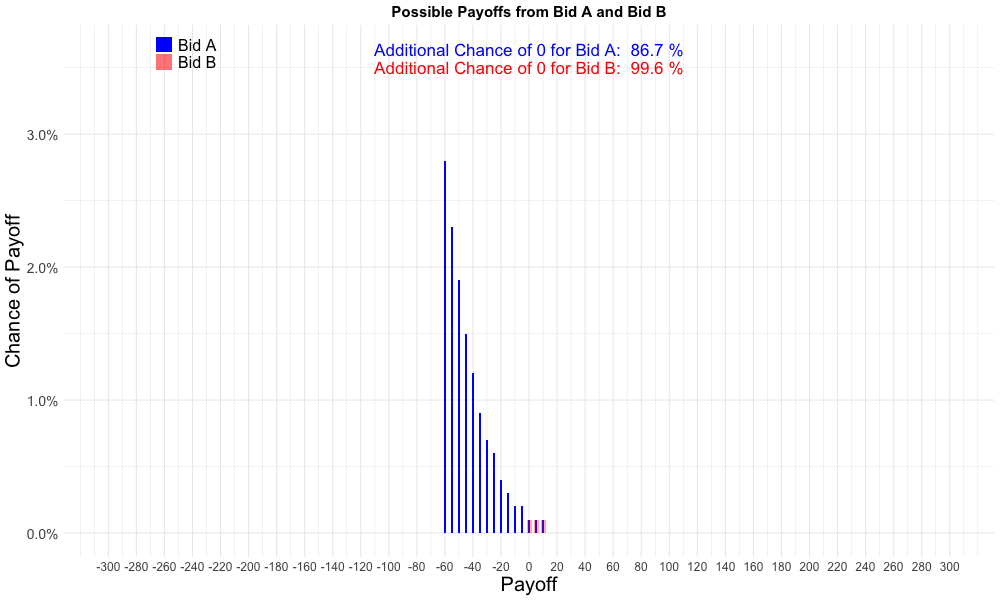 Possible Payoffs from Bid A and Bid B
Bid A
Bid B
Additional Chance of 0 for Bid A: 86.7 %
Additional Chance of 0 for Bid B: 99.6 %
Chance of Payoff
3.0%
2.0%
1.0%
0.0%
-300 -280 -260 -240 -220 -200 -180 -160 -140 -120 -100 -80 -60 -40 -20 0 20 40 60 80 100 120 140 160 180 200 220 240 260 280 300
Payoff